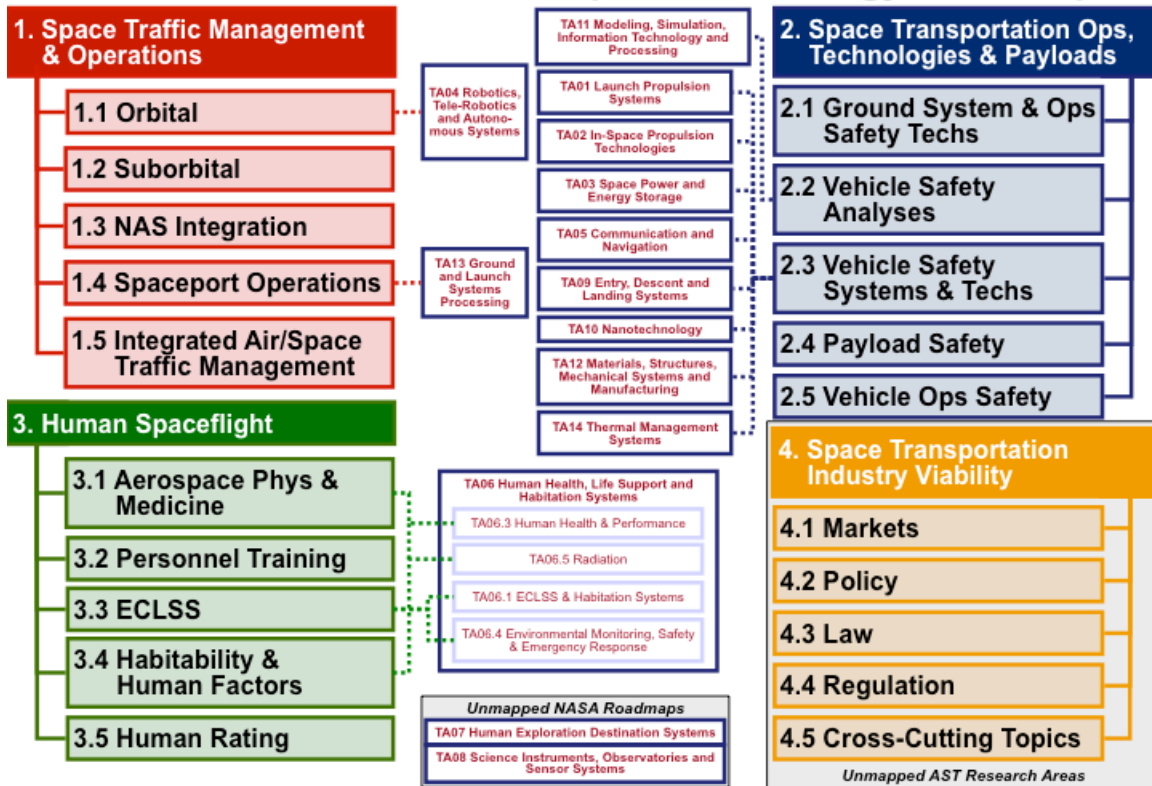 1. Space Traffic Management
& Operations
1.1 Orbital
1.2 Suborbital
1.3 NAS Integration
1.4 Spaceport Operations
1.5 Integrated Air/Space
Traffic Management
TA04 Robotics,
Tele-Robotics
and Autono-
mous Systems
TA13 Ground
and Launch
Systems
Processing
TA11 Modeling, Simulation,
Information Technology and
Processing
TA01 Launch Propulsion
Systems
TA02 In-Space Propulsion
Technologies
TA03 Space Power and
Energy Storage
TA05 Communication and
Navigation
TA09 Entry, Descent and
Landing Systems
TA10 Nanotechnology
TA12 Materials, Structures,
Mechanical Systems and
Manufacturing
TA14 Thermal Management
Systems
2. Space Transportation Ops,
Technologies & Payloads
2.1 Ground System & Ops
Safety Techs
2.2 Vehicle Safety
Analyses
2.3 Vehicle Safety
Systems & Techs
2.4 Payload Safety
2.5 Vehicle Ops Safety
3. Human Spaceflight
3.1 Aerospace Phys &
Medicine
3.2 Personnel Training
3.3 ECLSS
3.4 Habitability &
Human Factors
3.5 Human Rating
TA06 Human Health, Life Support and
Habitation Systems
TA06.3 Human Health & Performance
TA06.5 Radiation
TA06.1 ECLSS & Habitation Systems
TA06.4 Environmental Monitoring, Safety
& Emergency Response
Unmapped NASA Roadmaps
TA07 Human Exploration Destination Systems
TA08 Science Instruments, Observatories and
Sensor Systems
4. Space Transportation
Industry Viability
4.1 Markets
4.2 Policy
4.3 Law
4.4 Regulation
4.5 Cross-Cutting Topics
Unmapped AST Research Areas